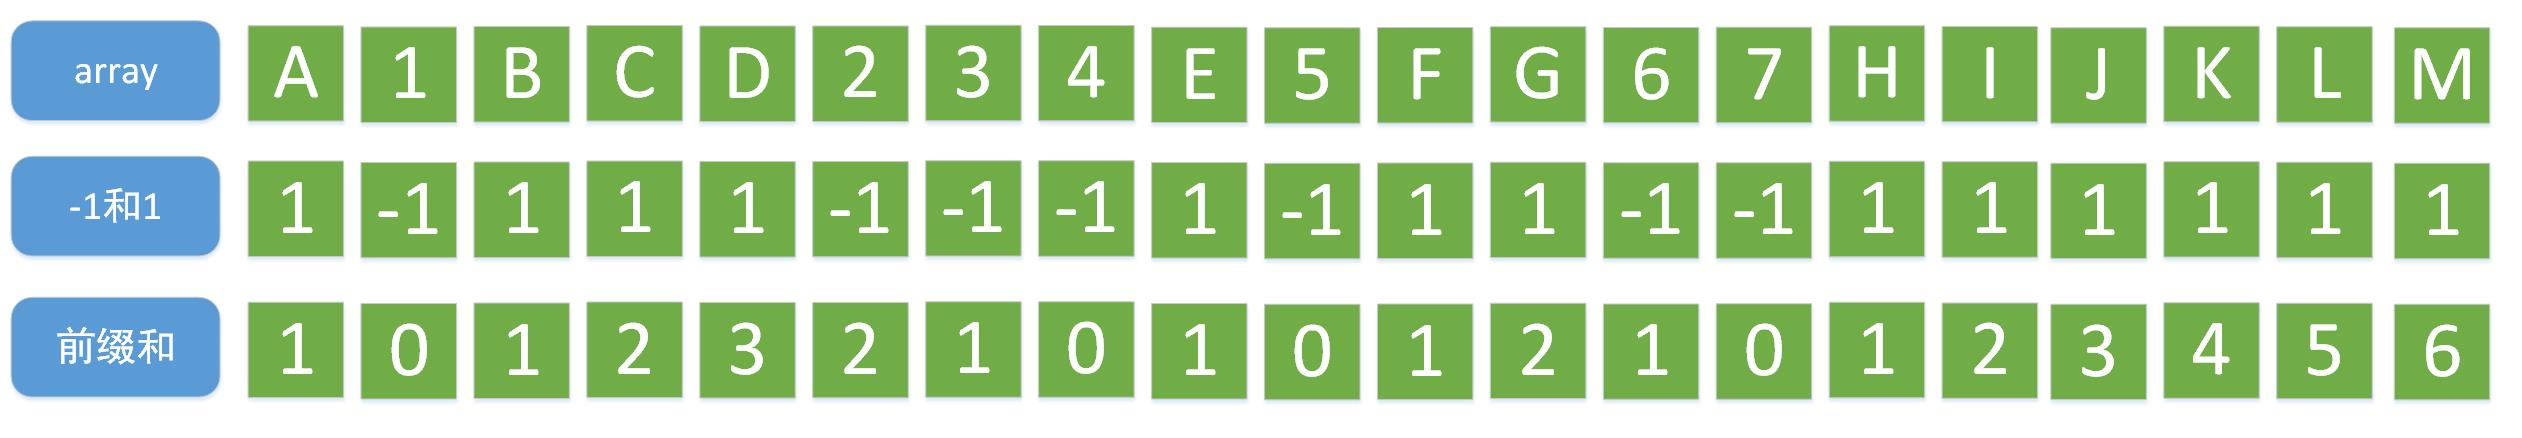 array A 1 B C D 2 3 4 E 5 F G 6 7 H I J K L M
-1和1 1 -1 1 1 1 -1 -1 -1 1 -1 1 1 -1 -1 1 1 1 1 1 1
前缀和 1 0 1 2 3 2 1 0 1 0 1 2 1 0 1 2 3 4 5 6